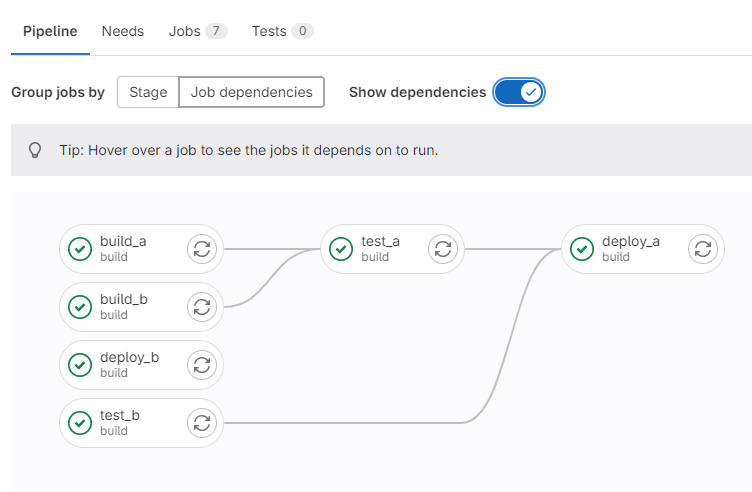 Pipeline Needs Jobs 7 Tests 0
Group jobs by Stage Job dependencies Show dependencies
Tip: Hover over a job to see the jobs it depends on to run.
build_a
build
test_a
build
deploy_a
build
build_b
build
deploy_b
build
test_b
build